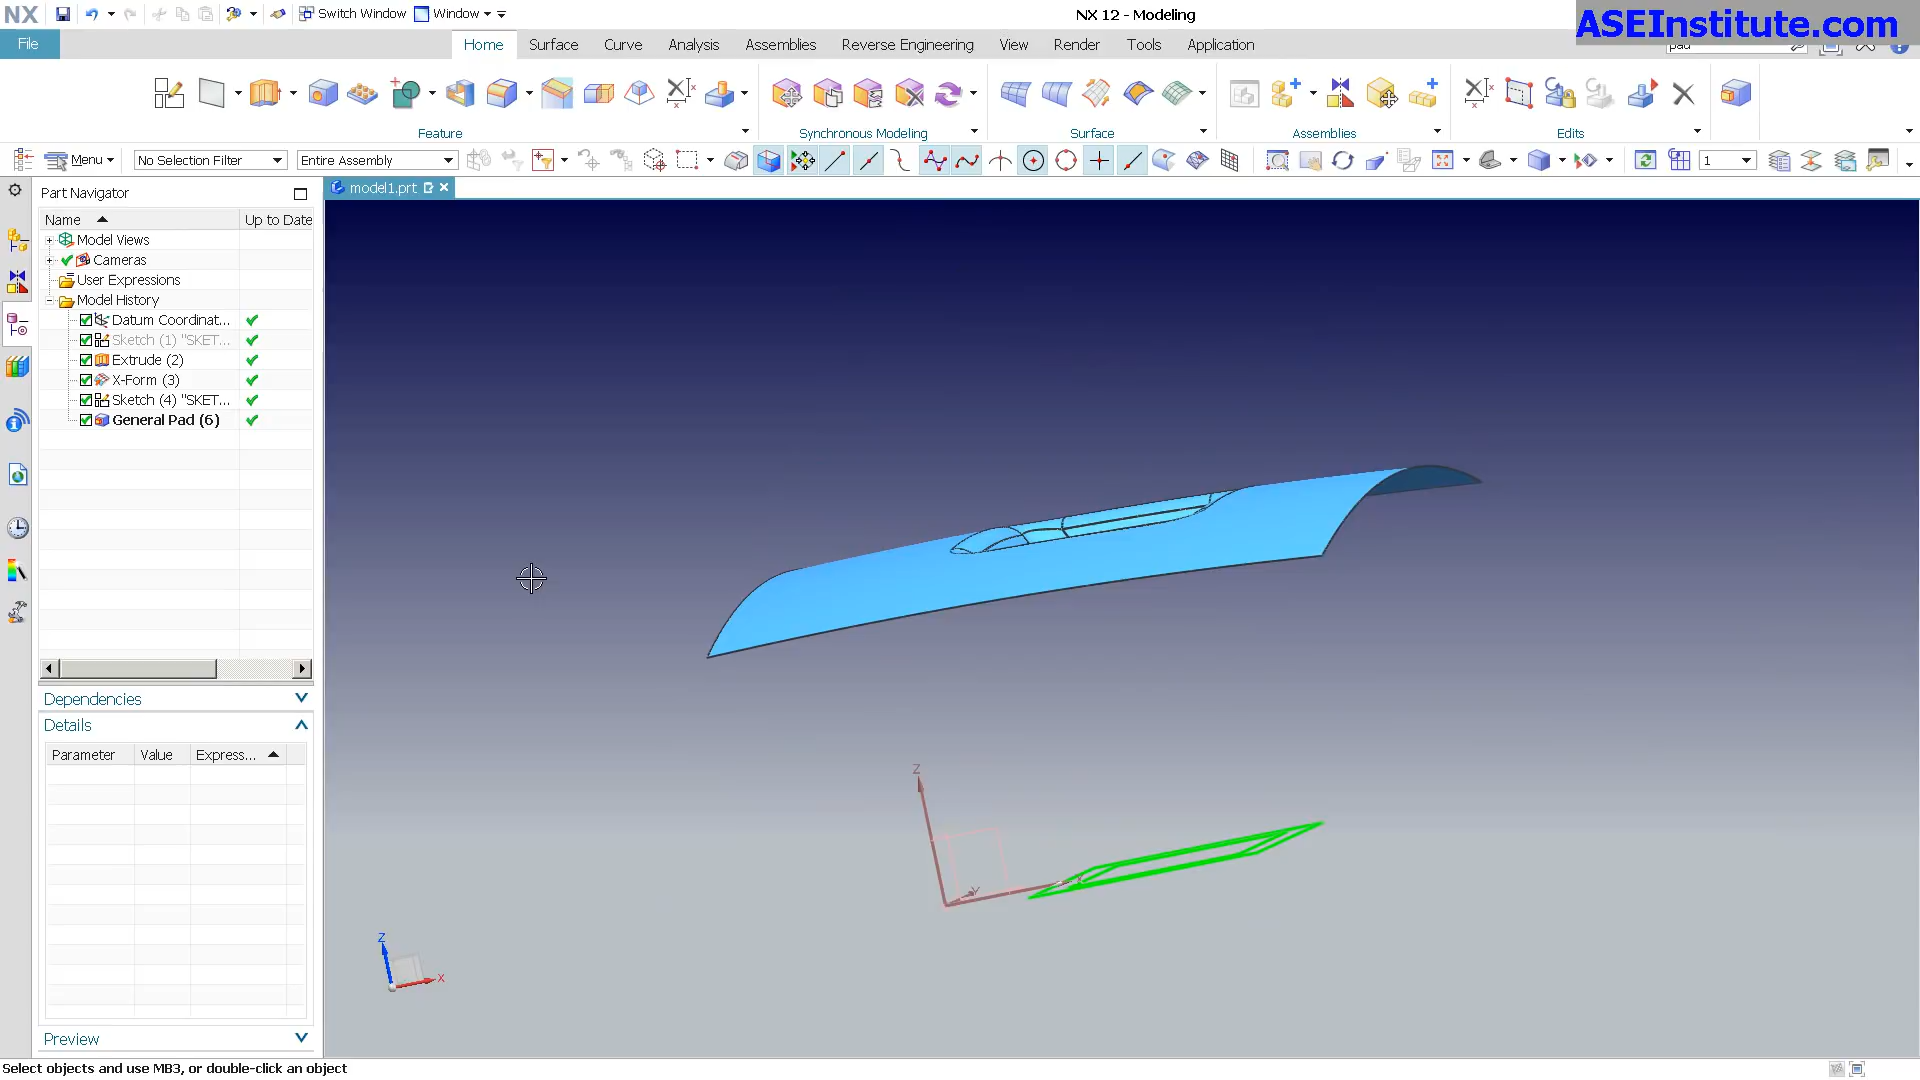 NX
Switch Window
Window
NX 12 - Modeling
ASEInstitute.com
File
Home
Surface
Curve
Analysis
Assemblies
Reverse Engineering
View
Render
Tools
Application
Feature
Synchronous Modeling
Surface
Assemblies
Edits
Menu
No Selection Filter
Entire Assembly
1
Part Navigator
model1.prt
Name
Up to Date
Model Views
Cameras
User Expressions
Model History
Datum Coordinat...
Sketch (1) "SKET...
Extrude (2)
X-Form (3)
Sketch (4) "SKET...
General Pad (6)
Dependencies
Details
Parameter
Value
Express...
Z
Y
X
Z
X
Preview
Select objects and use MB3, or double-click an object